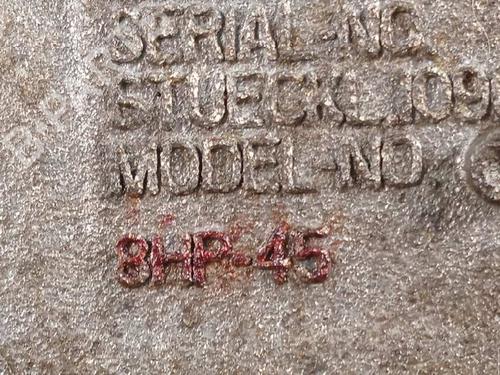 SERIAL-NO
STUECKL.109
MODEL-NO
8HP-45